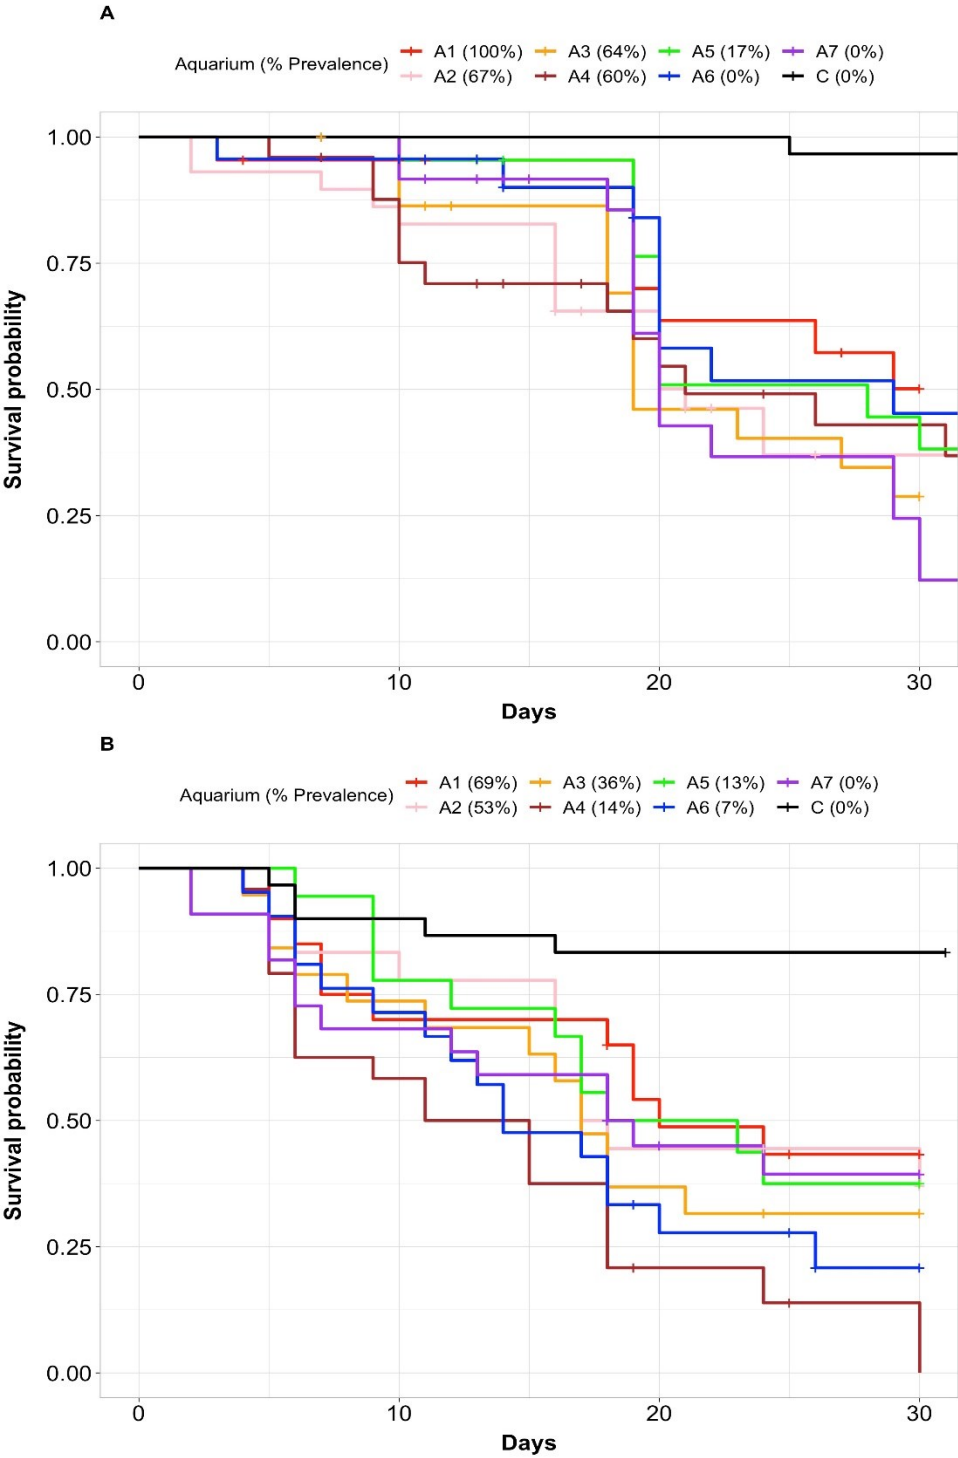 A
Aquarium (% Prevalence)
A1 (100%) A3 (64%) A5 (17%) A7 (0%)
A2 (67%) A4 (60%) A6 (0%) C (0%)
Survival probability
1.00
0.75
0.50
0.25
0.00
0 10 20 30
Days
B
Aquarium (% Prevalence)
A1 (69%) A3 (36%) A5 (13%) A7 (0%)
A2 (53%) A4 (14%) A6 (7%) C (0%)
Survival probability
1.00
0.75
0.50
0.25
0.00
0 10 20 30
Days